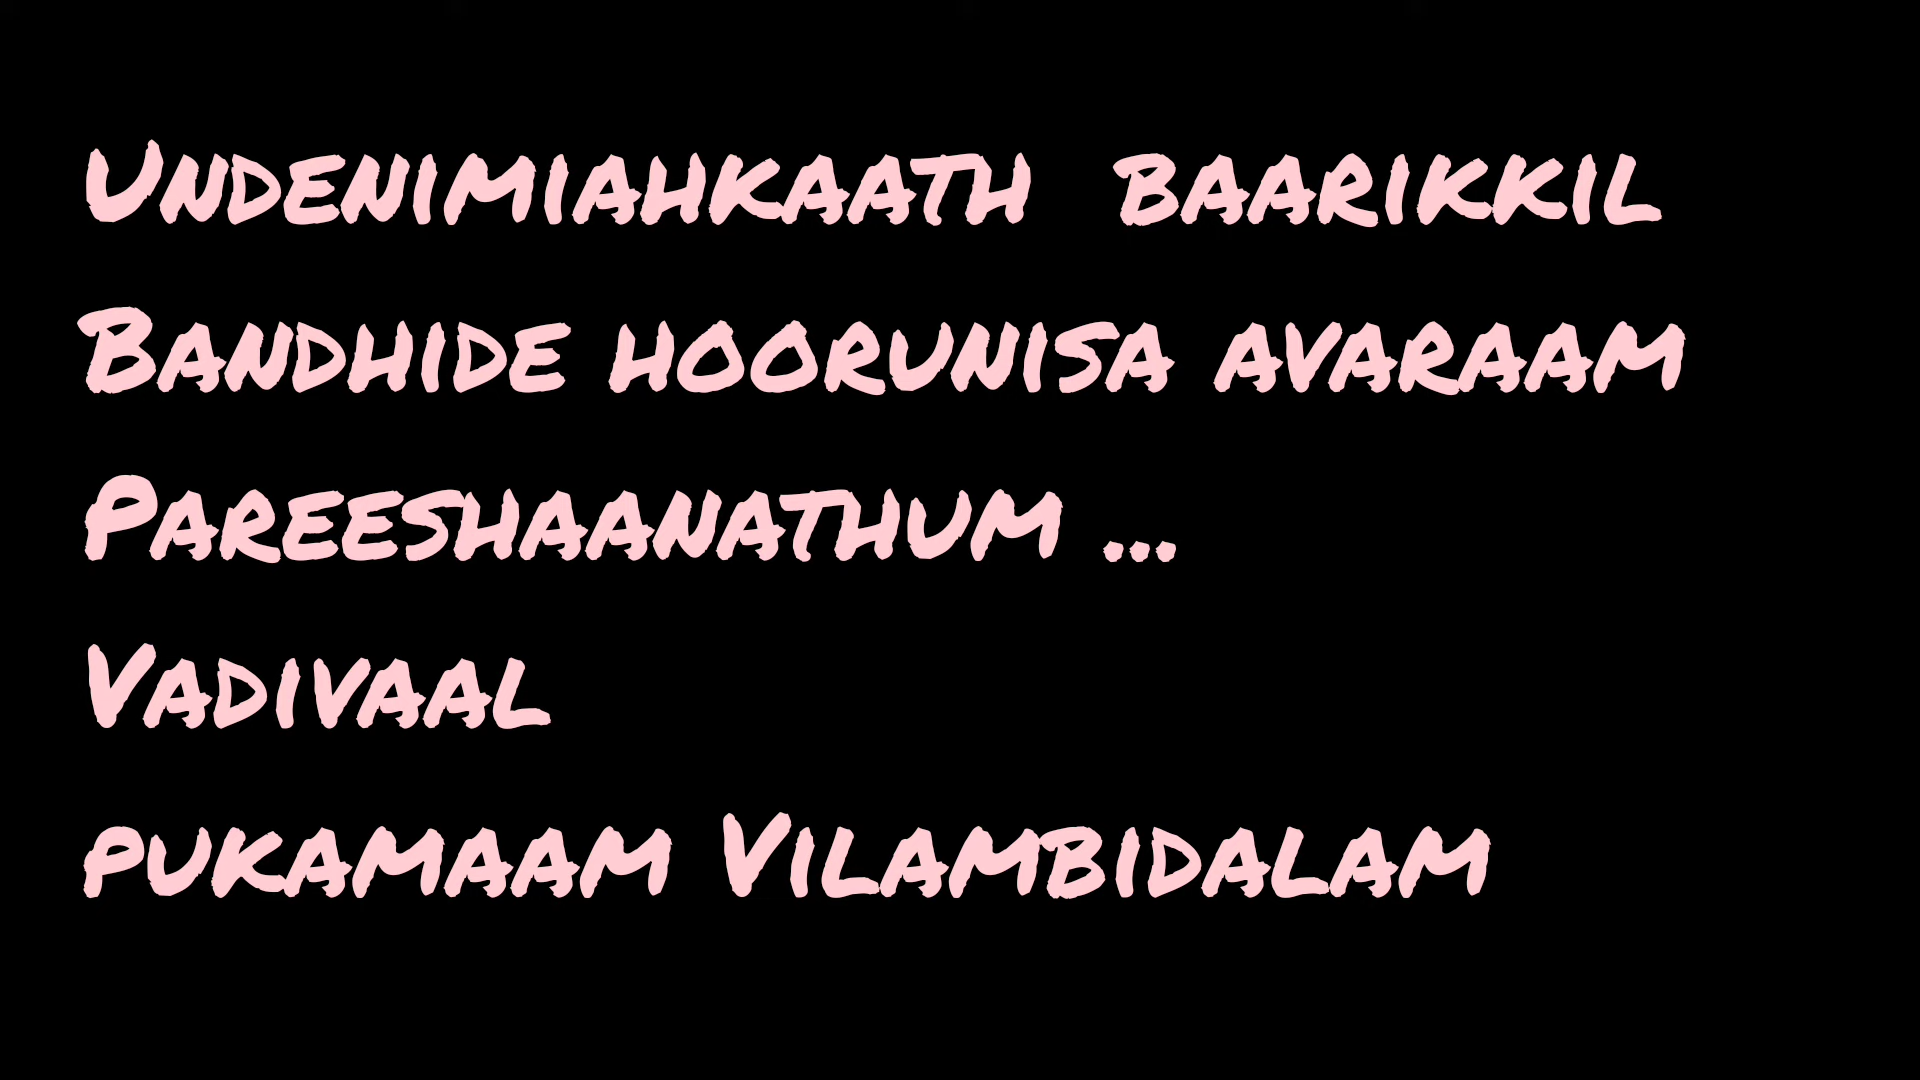 Undenimiahkaath baarikkil
Bandhide hoorunisa avaraam
Pareeshaanathum ...
Vadivaal
pukamaam Vilambidalam